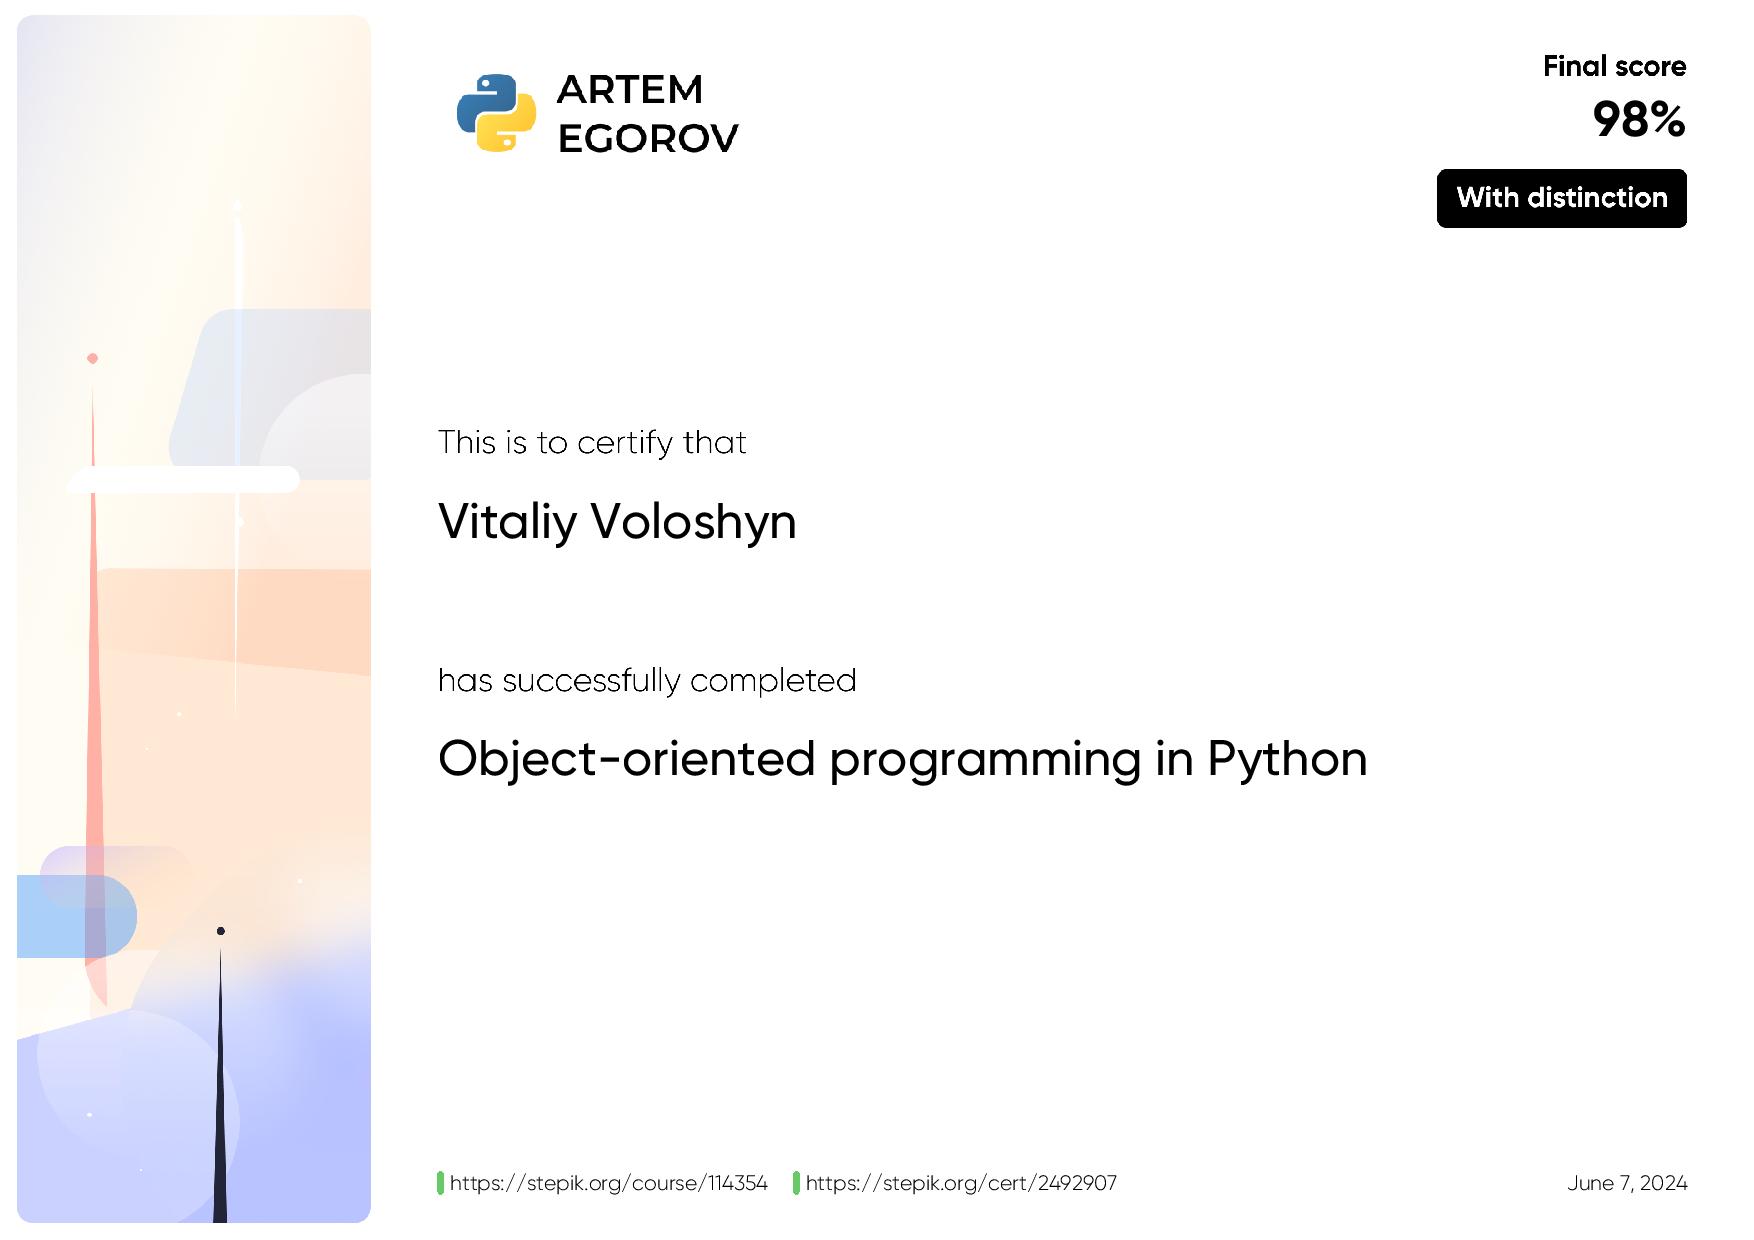 ARTEM
EGOROV
Final score
98%
With distinction
This is to certify that
Vitaliy Voloshyn
has successfully completed
Object-oriented programming in Python
https://stepik.org/course/114354 https://stepik.org/cert/2492907 June 7, 2024